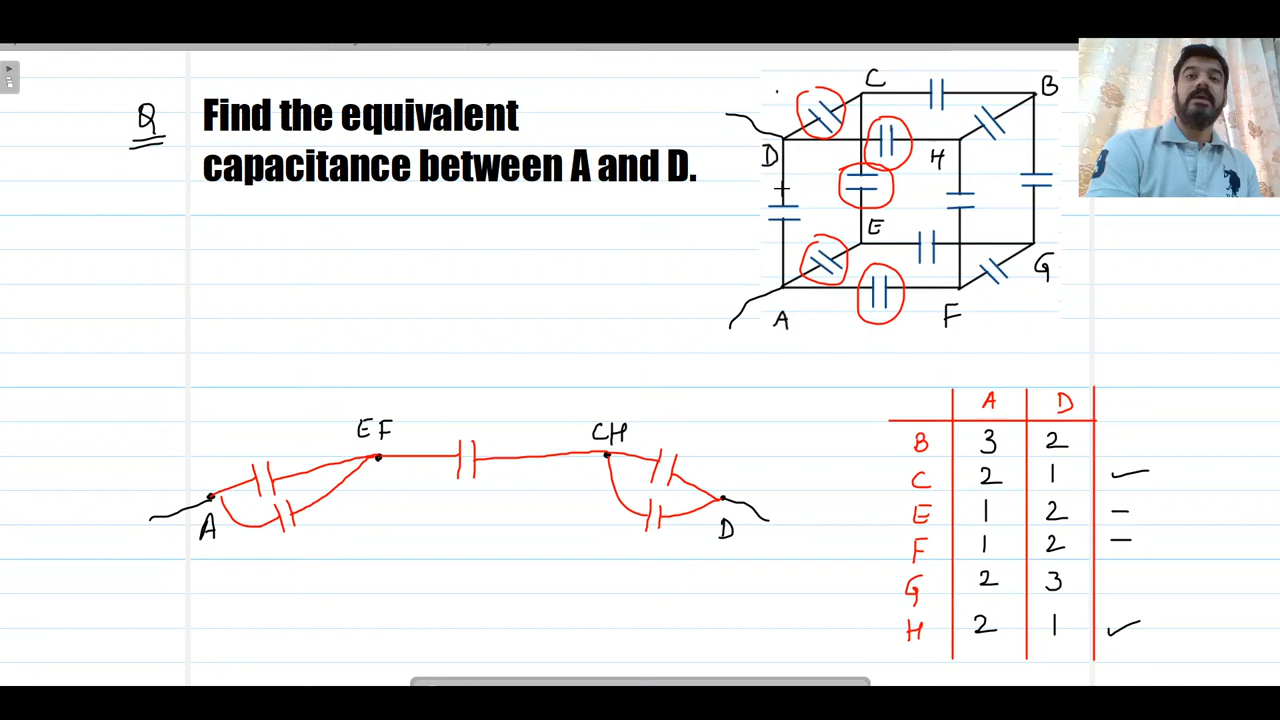 Q
Find the equivalent
capacitance between A and D.
C
B
D
H
E
G
A
F
EF
CH
A
D
A D
B 3 2
C 2 1
E 1 2
F 1 2
G 2 3
H 2 1